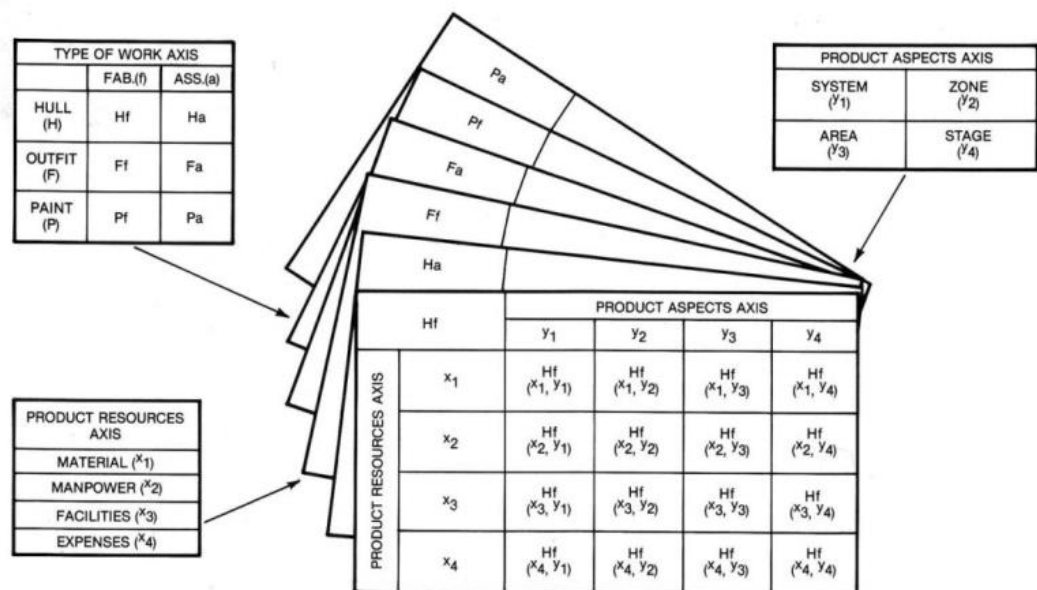 TYPE OF WORK AXIS
FAB.(f) ASS.(a)
HULL
(H) Hf Ha
OUTFIT
(F) Ff Fa
PAINT
(P) Pf Pa
PRODUCT ASPECTS AXIS
SYSTEM
(y1)
ZONE
(y2)
AREA
(y3)
STAGE
(y4)
PRODUCT RESOURCES
AXIS
MATERIAL (x1)
MANPOWER (x2)
FACILITIES (x3)
EXPENSES (x4)
Pa
Pf
Fa
Ff
Ha
Hf
PRODUCT ASPECTS AXIS
y1 y2 y3 y4
PRODUCT RESOURCES AXIS
x1
Hf Hf Hf Hf
(x1, y1) (x1, y2) (x1, y3) (x1, y4)
x2
Hf Hf Hf Hf
(x2, y1) (x2, y2) (x2, y3) (x2, y4)
x3
Hf Hf Hf Hf
(x3, y1) (x3, y2) (x3, y3) (x3, y4)
x4
Hf Hf Hf Hf
(x4, y1) (x4, y2) (x4, y3) (x4, y4)